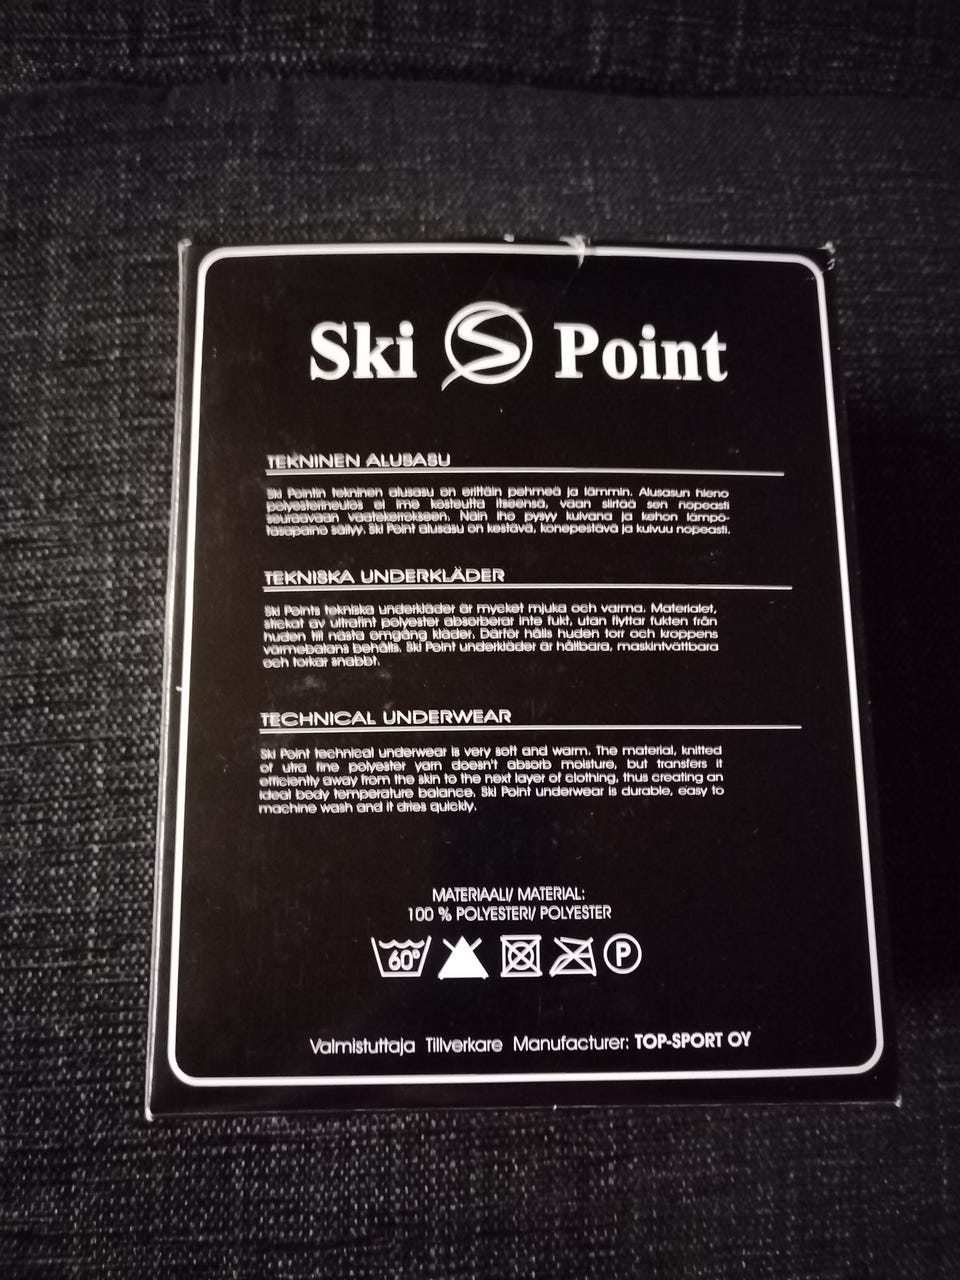 Ski S Point
TEKNINEN ALUSASU
Ski Pointin tekninen alusasu on erittäin pehmeä ja lämmin. Alusasun hieno
polyesterineulos ei ime kosteutta itseensä, vaan siirtää sen nopeasti
seuraavaan vaatekerrokseen. Näin iho pysyy kuivana ja kehon lämpö-
tasapaino säilyy. Ski Point alusasu on kestävä, konepestävä ja kuivuu nopeasti.
TEKNISKA UNDERKLÄDER
Ski Points tekniska underkläder är mycket mjuka och varma. Materialet,
stickat av ultrafint polyester absorberar inte fukt, utan flyttar fukten från
huden till nästa omgång kläder. Därför hålls huden torr och kroppens
värmebalans behålls. Ski Point underkläder är hållbara, maskintvättbara
och torkar snabbt.
TECHNICAL UNDERWEAR
Ski Point technical underwear is very soft and warm. The material, knitted
of utra fine polyester yarn doesn't absorb moisture, but transfers it
efficiently away from the skin to the next layer of clothing, thus creating an
ideal body temperature balance. Ski Point underwear is durable, easy to
machine wash and it dries quickly.
MATERIAALI/ MATERIAL:
100 % POLYESTERI/ POLYESTER
60° P
Valmistuttaja Tillverkare Manufacturer: TOP-SPORT OY